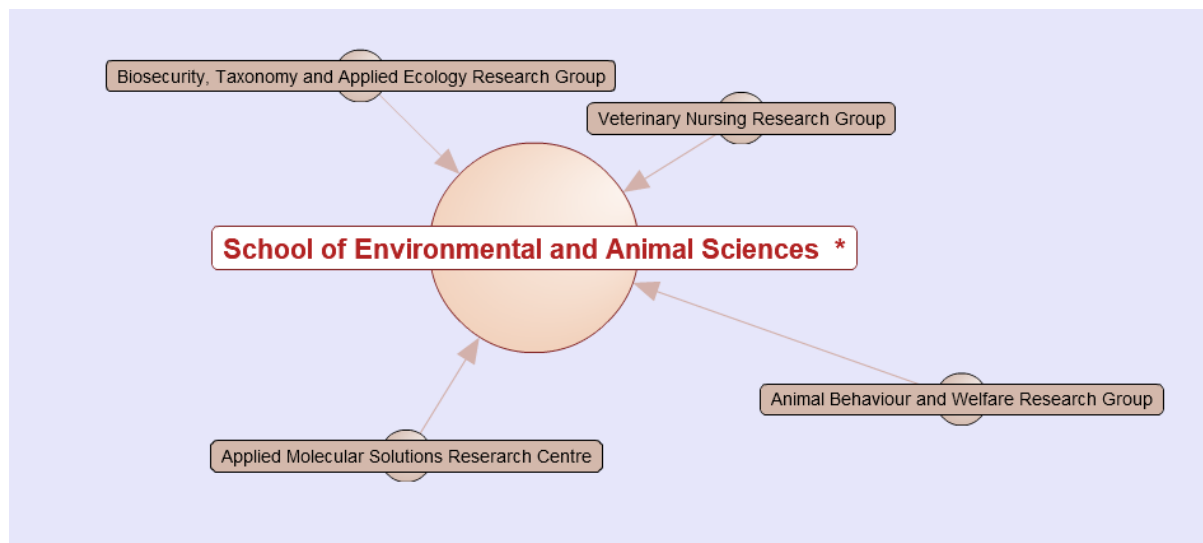 Biosecurity, Taxonomy and Applied Ecology Research Group
Veterinary Nursing Research Group
School of Environmental and Animal Sciences *
Animal Behaviour and Welfare Research Group
Applied Molecular Solutions Reserarch Centre